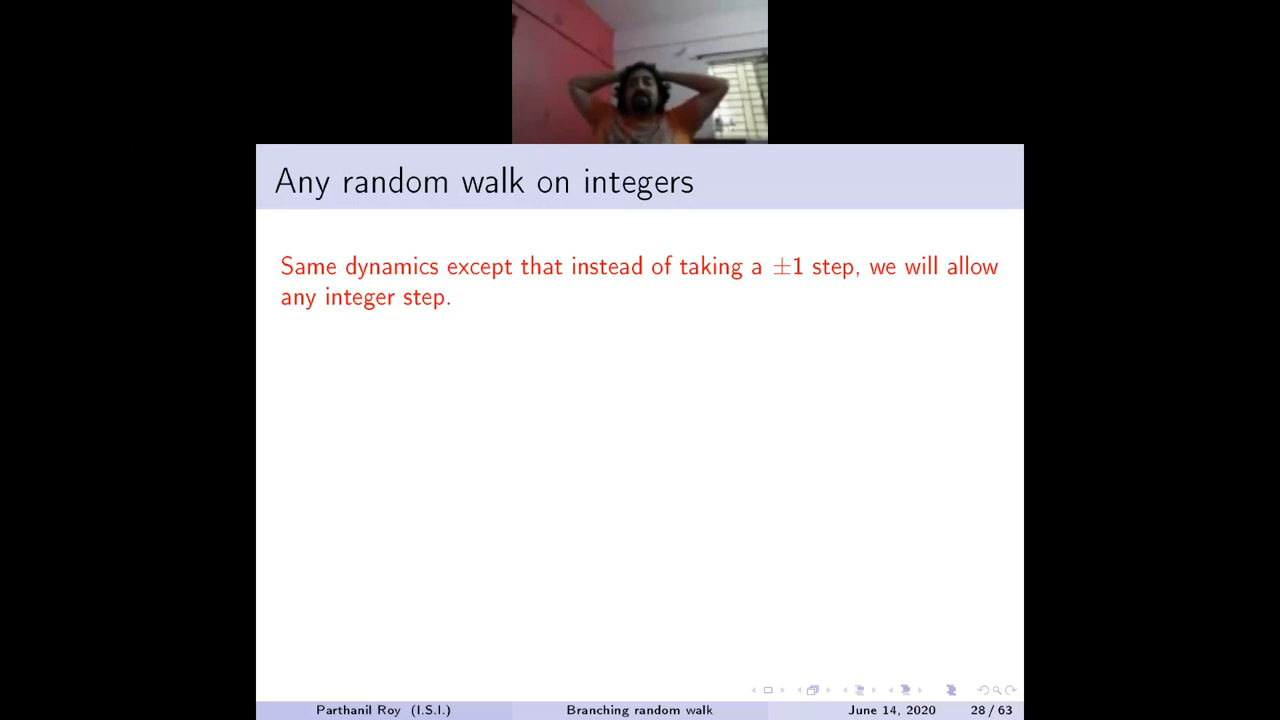 Any random walk on integers
Same dynamics except that instead of taking a ±1 step, we will allow
any integer step.
Parthanil Roy (I.S.I.) Branching random walk June 14, 2020 28 / 63